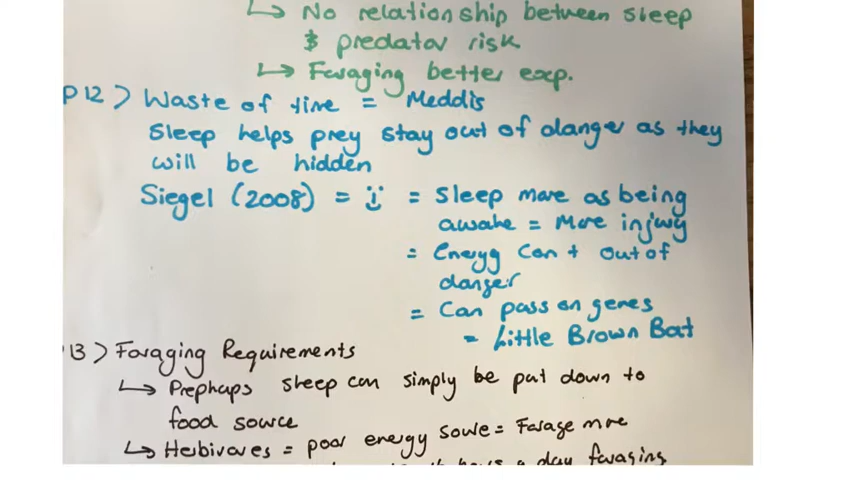 ↳ No relationship between sleep
& predator risk
↳ Foraging better exp.
P12) Waste of time = Meddis
Sleep helps prey stay out of danger as they
will be hidden
Siegel (2008) = :) = Sleep more as being
awake = More injury
= Energy Con + out of
danger
= Can pass on genes
= Little Brown Bat
13) Foraging Requirements
↳ Prephaps sleep can simply be put down to
food source
↳ Herbivores = poor energy source = Forage more
a day foraging